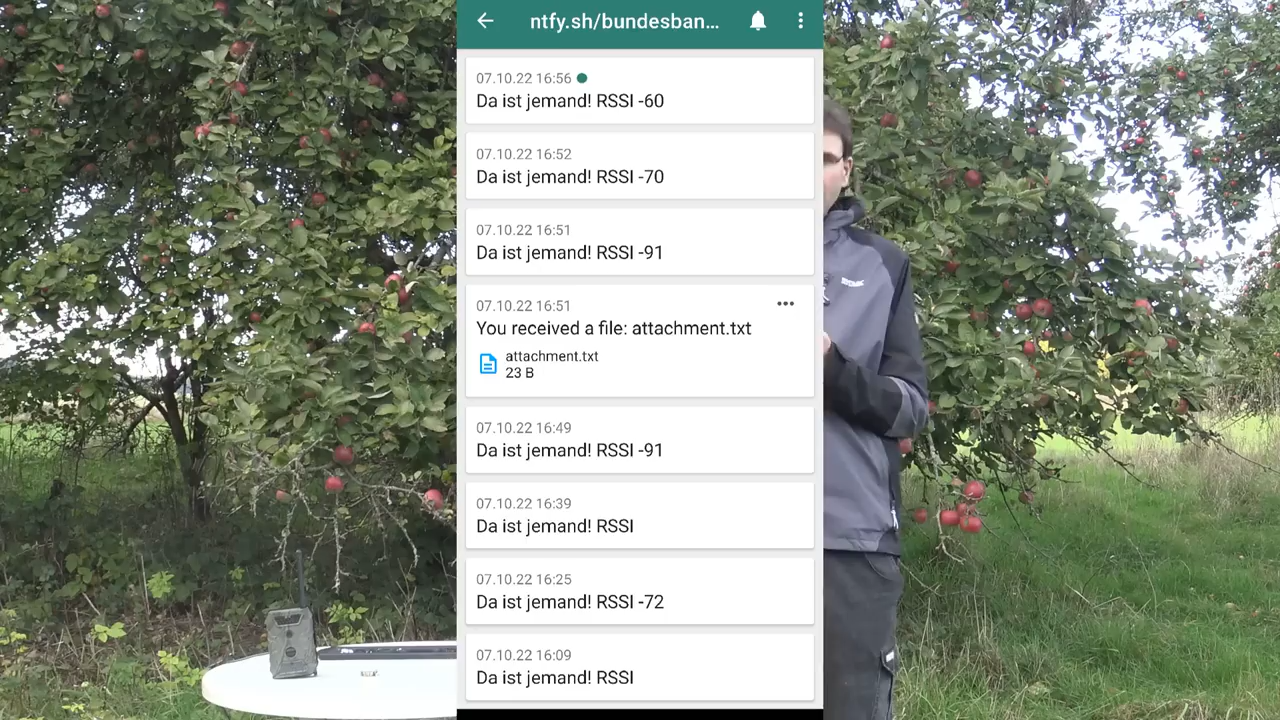 ntfy.sh/bundesban...
07.10.22 16:56
Da ist jemand! RSSI -60
07.10.22 16:52
Da ist jemand! RSSI -70
07.10.22 16:51
Da ist jemand! RSSI -91
07.10.22 16:51
You received a file: attachment.txt
attachment.txt
23 B
07.10.22 16:49
Da ist jemand! RSSI -91
07.10.22 16:39
Da ist jemand! RSSI
07.10.22 16:25
Da ist jemand! RSSI -72
07.10.22 16:09
Da ist jemand! RSSI